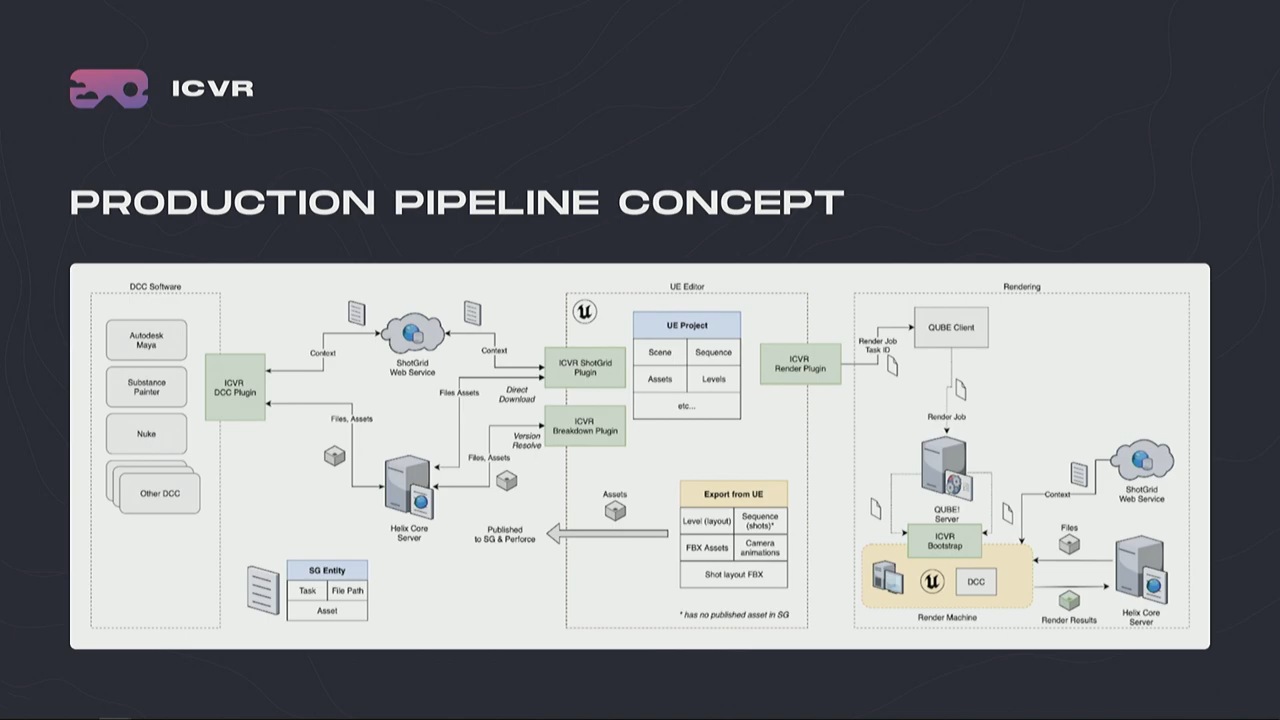 ICVR
PRODUCTION PIPELINE CONCEPT
DCC Software
Autodesk
Maya
Substance
Painter
Nuke
Other DCC
ICVR
DCC Plugin
Context
ShotGrid
Web Service
Context
Files, Assets
Helix Core
Server
Files Assets
Direct
Download
Version
Resolve
Files, Assets
Published
to SG & Perforce
SG Entity
Task
File Path
Asset
UE Editor
ICVR ShotGrid
Plugin
ICVR
Breakdown Plugin
UE Project
Scene
Sequence
Assets
Levels
etc...
ICVR
Render Plugin
Assets
Export from UE
Level (layout)
Sequence
(shots)*
FBX Assets
Camera
animations
Shot layout FBX
* has no published asset in SG
Rendering
Render Job
Task ID
QUBE Client
Render Job
QUBE!
Server
ICVR
Bootstrap
DCC
Render Machine
Context
ShotGrid
Web Service
Files
Render Results
Helix Core
Server